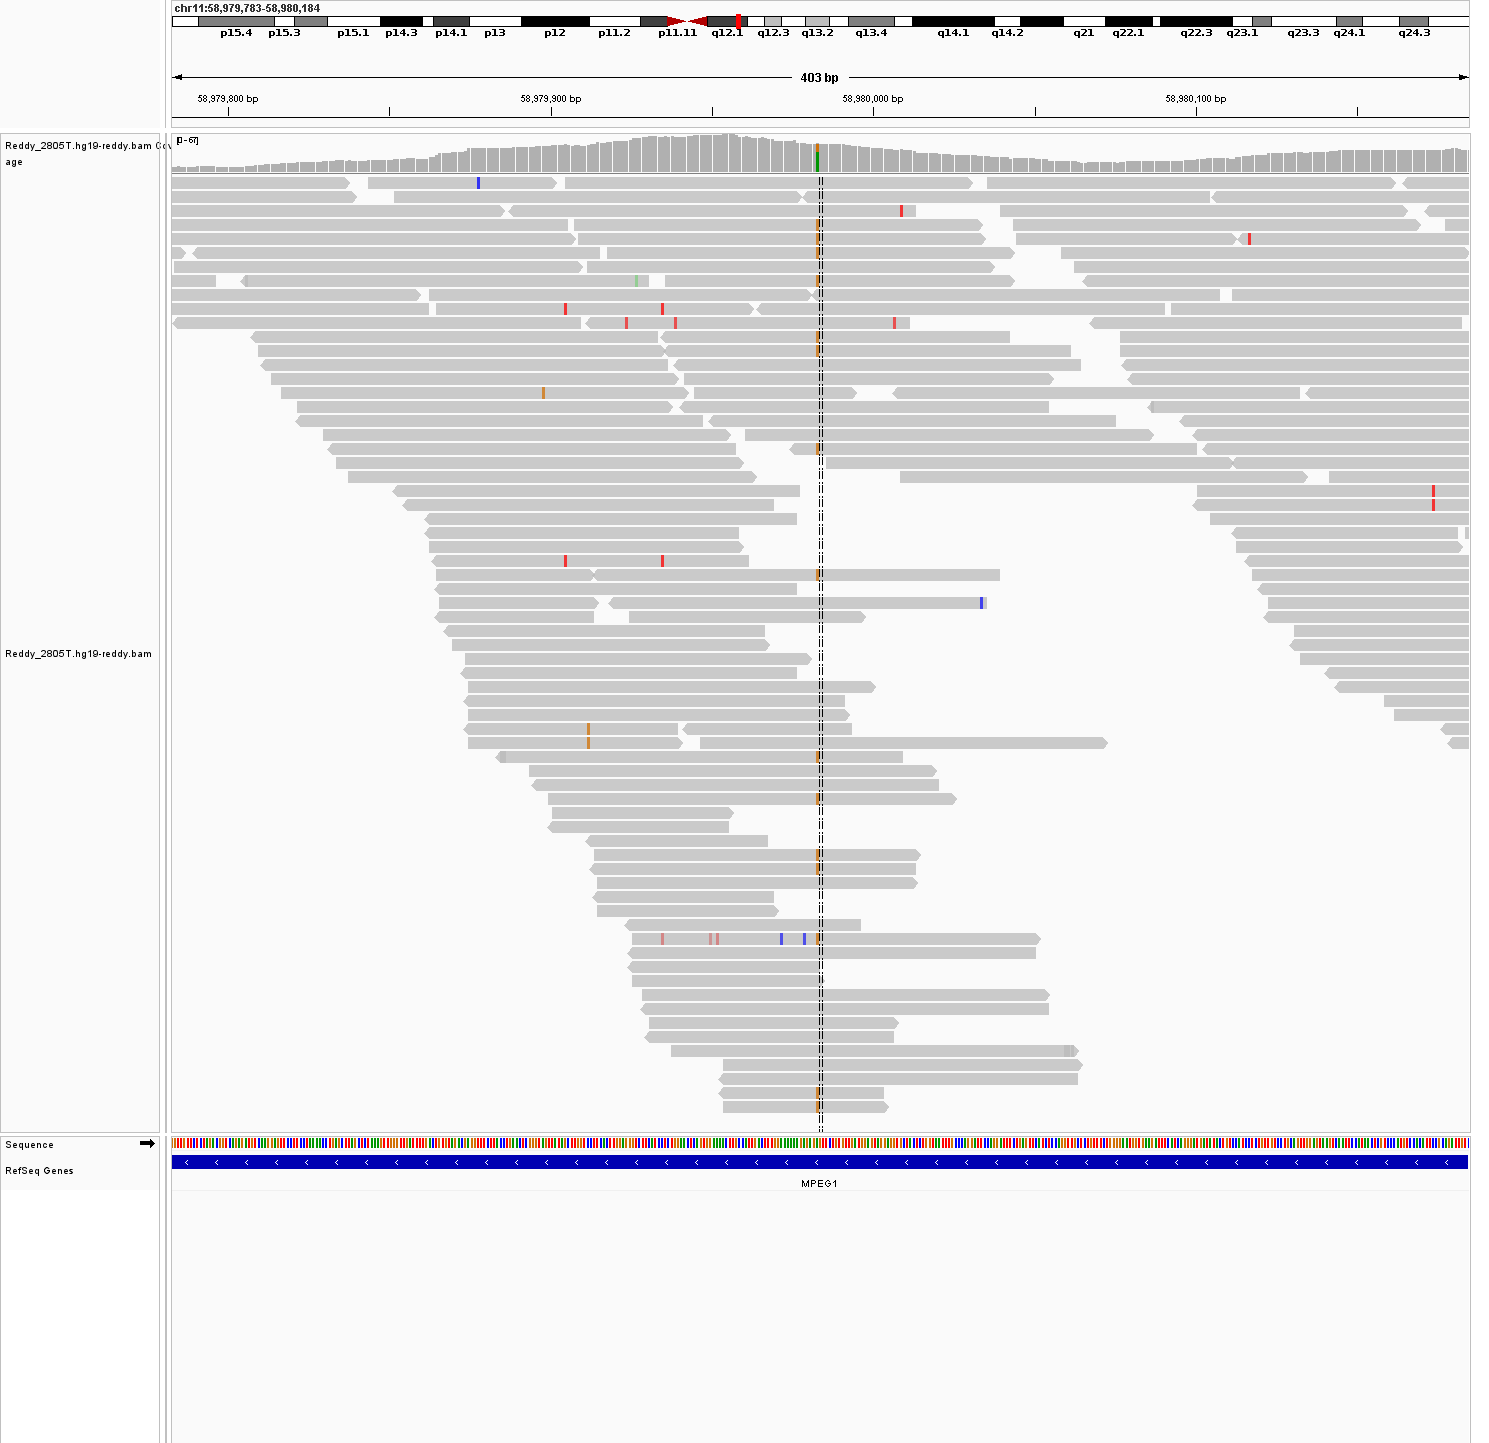 chr11:58,979,783-58,980,184
p15.4 p15.3 p15.1 p14.3 p14.1 p13 p12 p11.2 p11.11 q12.1 q12.3 q13.2 q13.4 q14.1 q14.2 q21 q22.1 q22.3 q23.1 q23.3 q24.1 q24.3
403 bp
58,979,800 bp 58,979,900 bp 58,980,000 bp 58,980,100 bp
[0 - 67]
Reddy_2805T.hg19-reddy.bam Cov
age
Reddy_2805T.hg19-reddy.bam
Sequence
RefSeq Genes
MPEG1